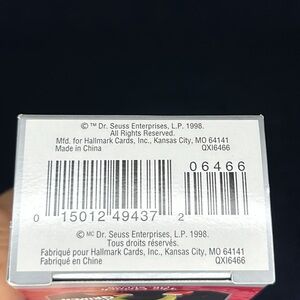 © ™ Dr. Seuss Enterprises, L.P. 1998.
All Rights Reserved.
Mfd. for Hallmark Cards, Inc., Kansas City, MO 64141
Made in China QXI6466
06466
0 15012 49437 2
© MC Dr. Seuss Enterprises, L.P. 1998.
Tous droits réservés.
Fabriqué pour Hallmark Cards, Inc., Kansas City, MO 64141
Fabriqué en Chine QXI6466